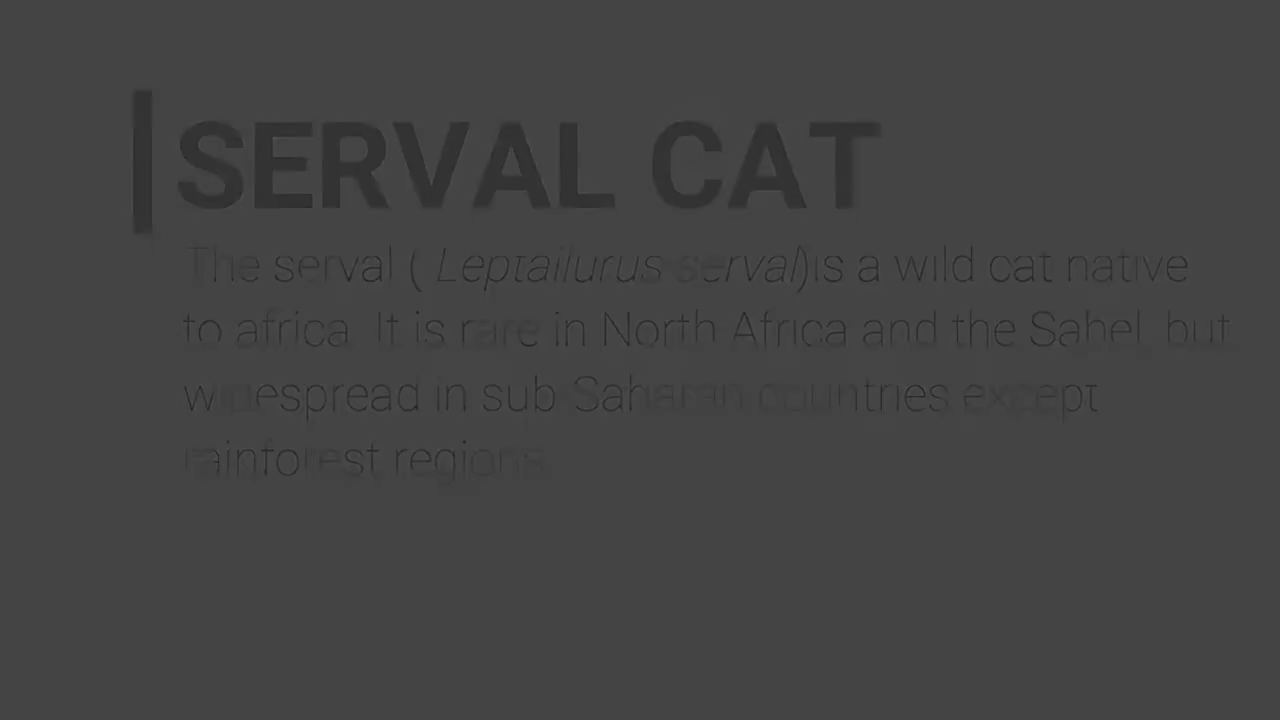 SERVAL CAT
The serval ( Leptailurus serval)is a wild cat native
to africa. It is rare in North Africa and the Sahel, but
widespread in sub-Saharan countries except
rainforest regions.